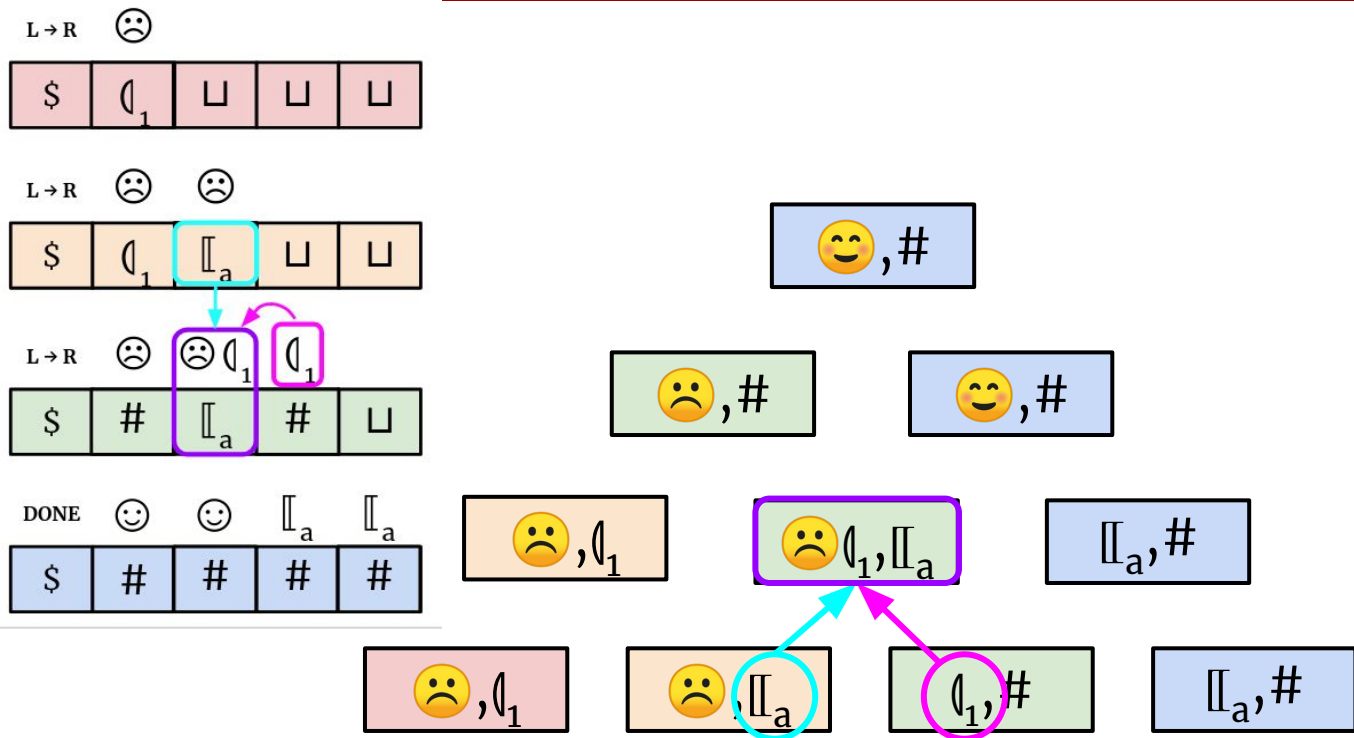 L → R ☹
$ ⦇₁ ⊔ ⊔ ⊔
L → R ☹ ☹
$ ⦇₁ ⟦ₐ ⊔ ⊔
L → R ☹ ☹⦇₁ ⦇₁
$ # ⟦ₐ # ⊔
DONE ☺ ☺ ⟦ₐ ⟦ₐ
$ # # # #
😊,#
🙁,# 😊,#
🙁,⦇₁ 🙁⦇₁,⟦ₐ ⟦ₐ,#
🙁,⦇₁ 🙁,⟦ₐ ⦇₁,# ⟦ₐ,#